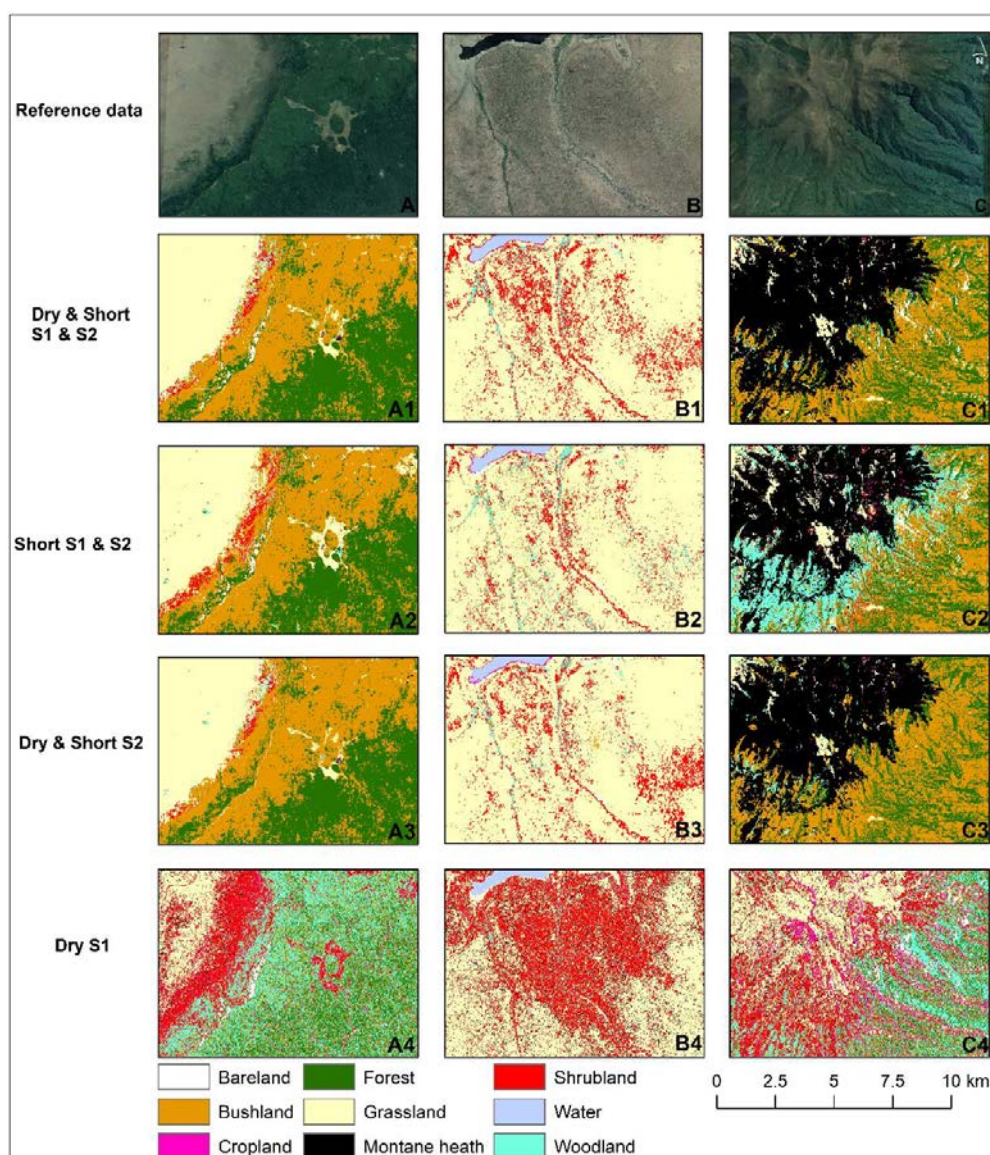 Reference data
N
A
B
C
Dry & Short
S1 & S2
A1
B1
C1
Short S1 & S2
A2
B2
C2
Dry & Short S2
A3
B3
C3
Dry S1
A4
B4
C4
Bareland
Forest
Shrubland
Bushland
Grassland
Water
Cropland
Montane heath
Woodland
0 2.5 5 7.5 10 km